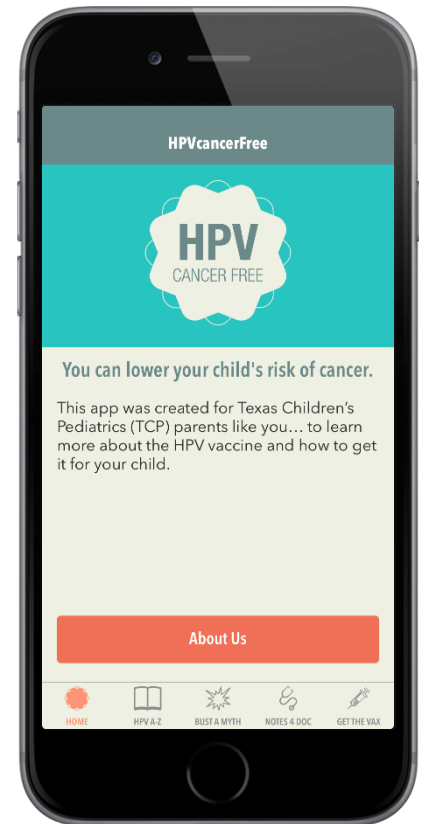 HPVcancerFree
HPV
CANCER FREE
You can lower your child's risk of cancer.
This app was created for Texas Children's
Pediatrics (TCP) parents like you... to learn
more about the HPV vaccine and how to get
it for your child.
About Us
HOME HPV A-Z BUST A MYTH NOTES 4 DOC GET THE VAX